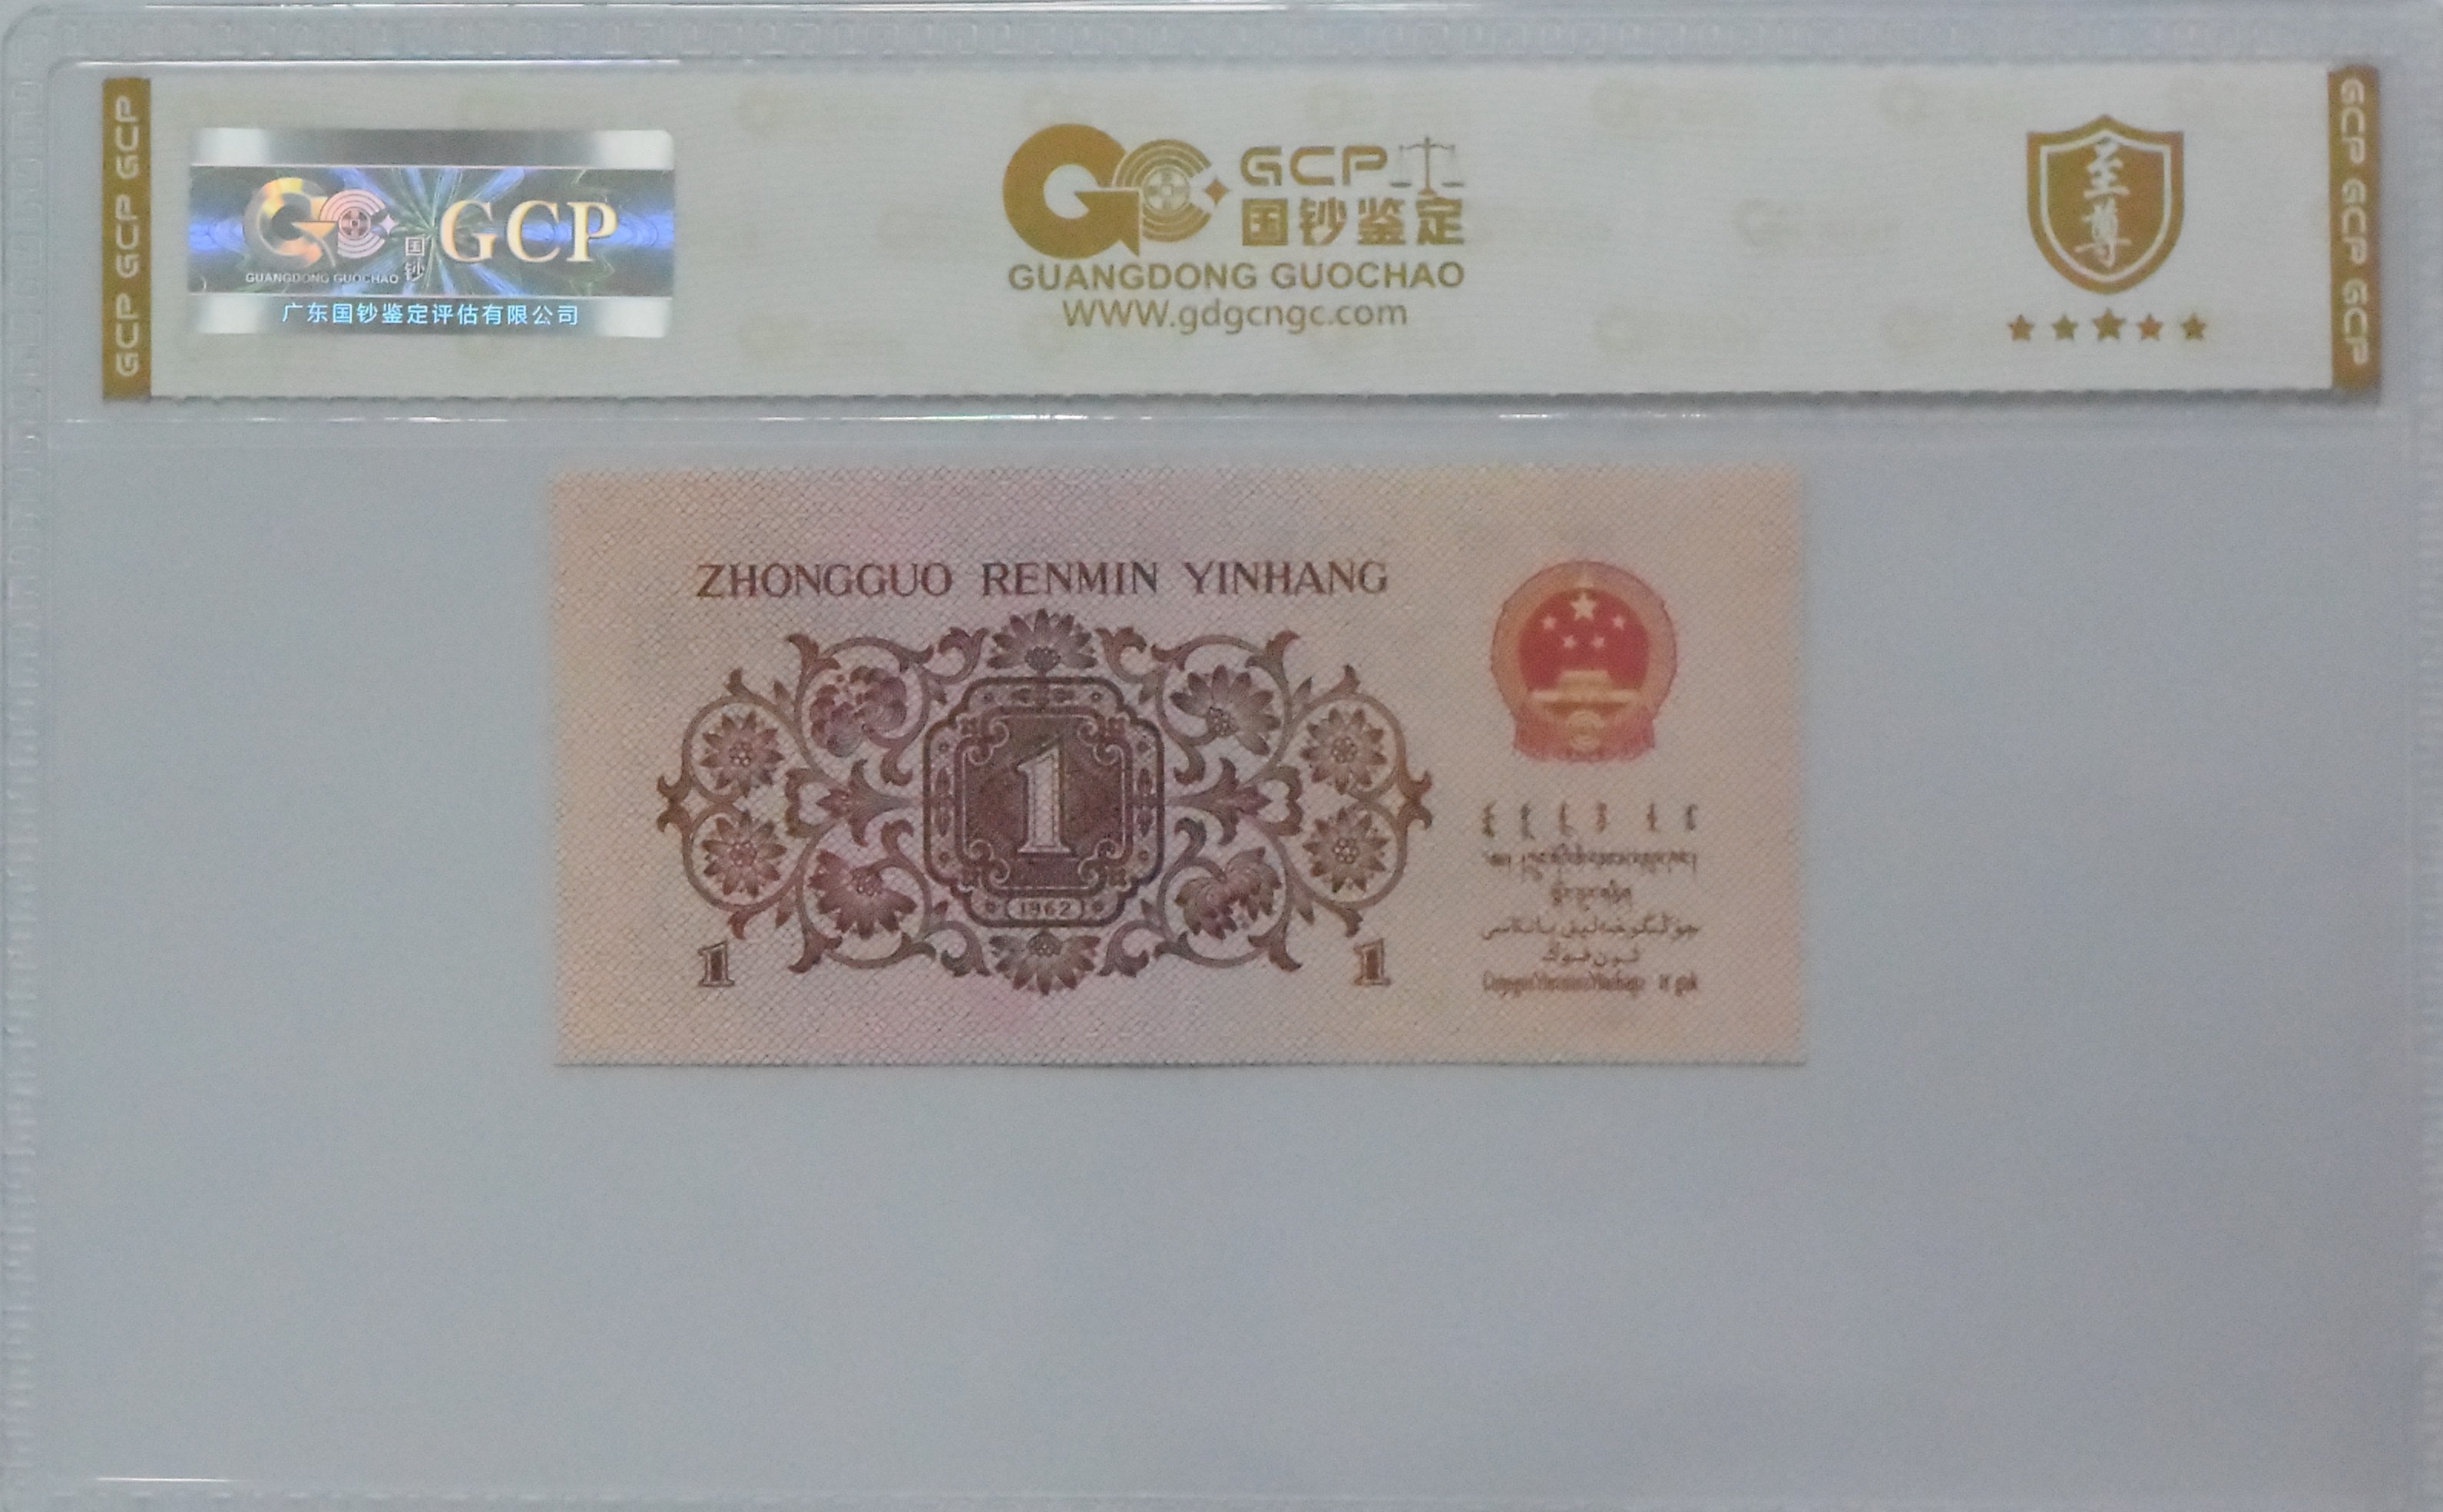 GCP GCP GCP
GCP
国钞
GUANGDONG GUOCHAO
广东国钞鉴定评估有限公司
GCP
国钞鉴定
GUANGDONG GUOCHAO
WWW.gdgcngc.com
至尊
GCP GCP GCP
ZHONGGUO RENMIN YINHANG
1
1962
1 1